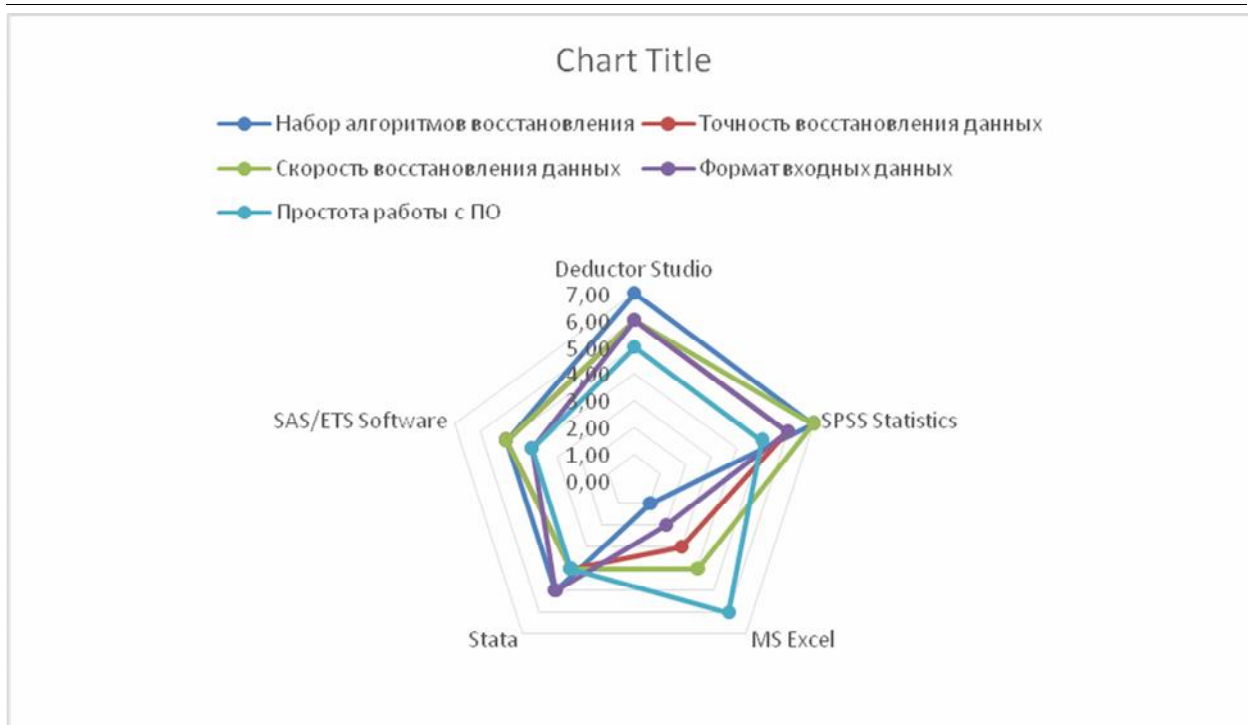 Chart Title
Набор алгоритмов восстановления Точность восстановления данных
Скорость восстановления данных Формат входных данных
Простота работы с ПО
Deductor Studio
7,00
6,00
5,00
4,00
3,00
2,00
1,00
0,00
SAS/ETS Software
SPSS Statistics
Stata
MS Excel